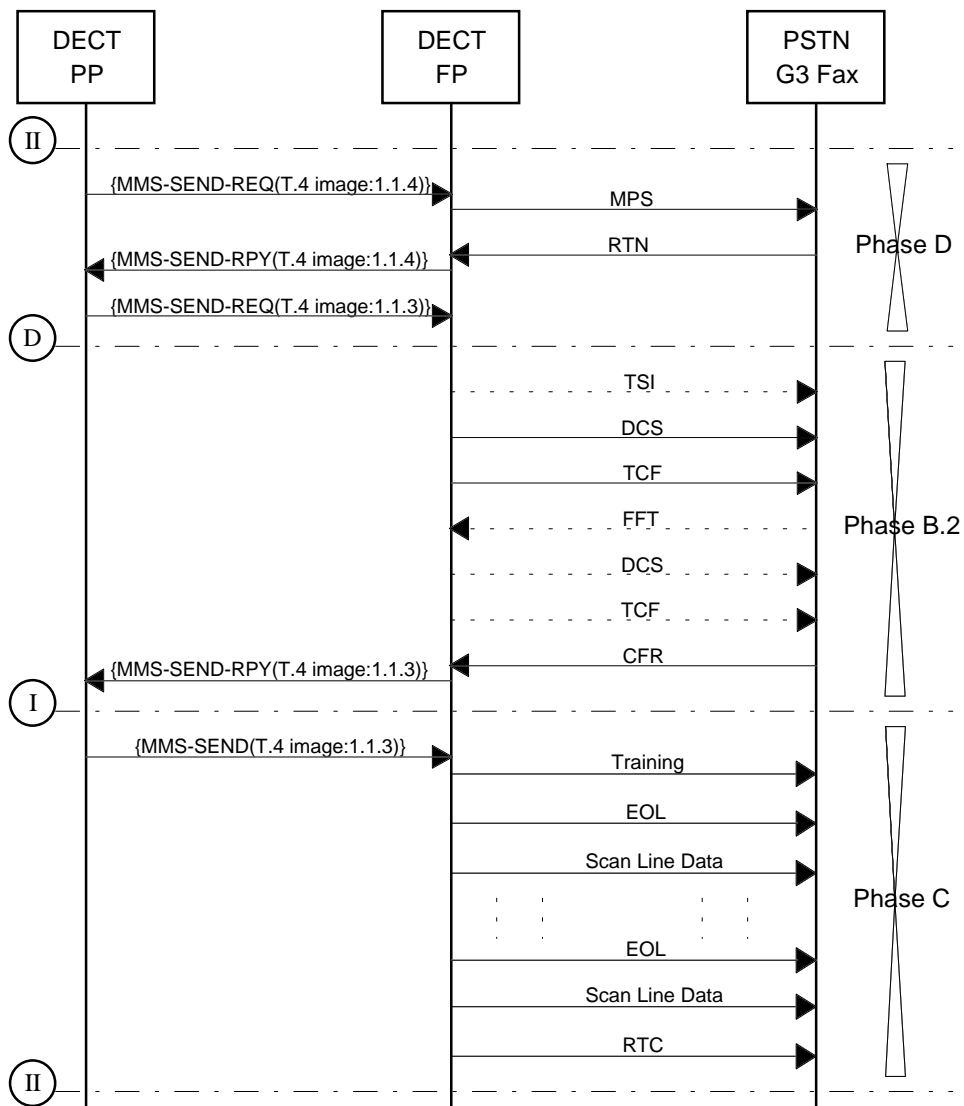 DECT
PP
DECT
FP
PSTN
G3 Fax
II
{MMS-SEND-REQ(T.4 image:1.1.4)}
MPS
RTN
Phase D
{MMS-SEND-RPY(T.4 image:1.1.4)}
{MMS-SEND-REQ(T.4 image:1.1.3)}
D
TSI
DCS
TCF
FFT
Phase B.2
DCS
TCF
CFR
{MMS-SEND-RPY(T.4 image:1.1.3)}
I
{MMS-SEND(T.4 image:1.1.3)}
Training
EOL
Scan Line Data
Phase C
EOL
Scan Line Data
RTC
II